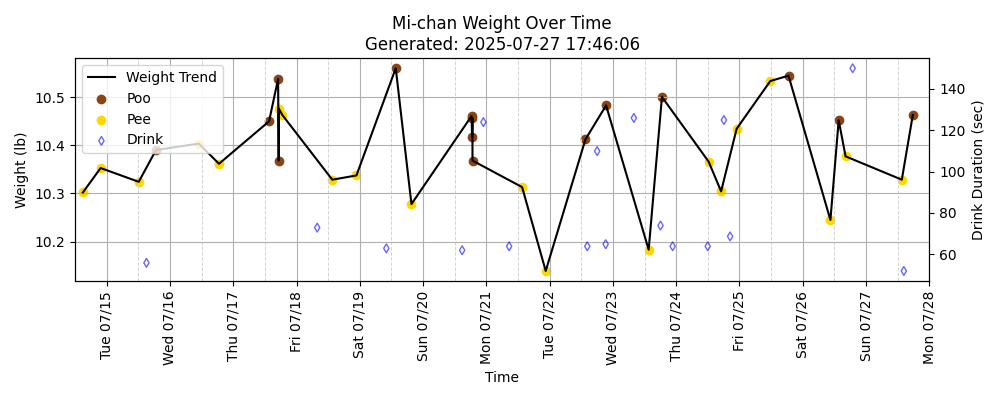 Mi-chan Weight Over Time
Generated: 2025-07-27 17:46:06
Weight Trend
Poo
Pee
Drink
Weight (lb)
10.5
10.4
10.3
10.2
Drink Duration (sec)
140
120
100
80
60
Tue 07/15
Wed 07/16
Thu 07/17
Fri 07/18
Sat 07/19
Sun 07/20
Mon 07/21
Tue 07/22
Wed 07/23
Thu 07/24
Fri 07/25
Sat 07/26
Sun 07/27
Mon 07/28
Time